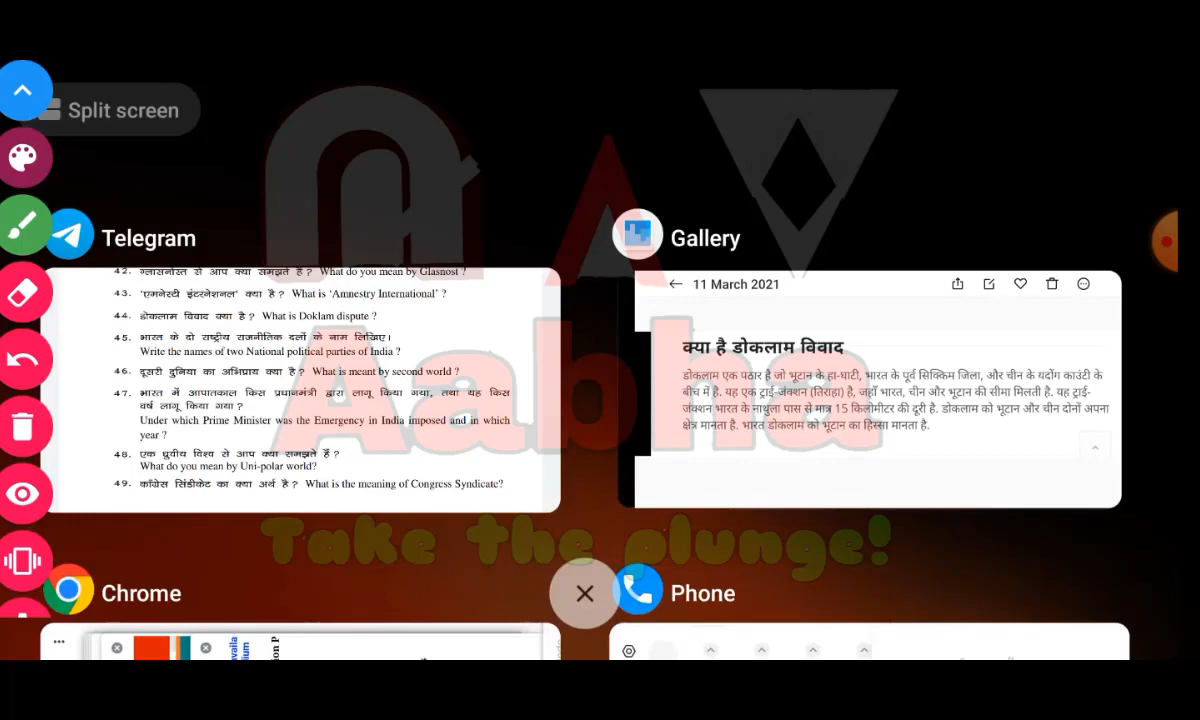 Split screen
Telegram
42. ग्लासनोस्त से आप क्या समझते हैं ? What do you mean by Glasnost ?
43. 'एमनेस्टी इंटरनेशनल' क्या है ? What is 'Amnestry International' ?
44. डोकलाम विवाद क्या है ? What is Doklam dispute ?
45. भारत के दो राष्ट्रीय राजनीतिक दलों के नाम लिखिए।
Write the names of two National political parties of India ?
46. दूसरी दुनिया का अभिप्राय क्या है ? What is meant by second world ?
47. भारत में आपातकाल किस प्रधानमंत्री द्वारा लागू किया गया, तथा यह किस
वर्ष लागू किया गया ?
Under which Prime Minister was the Emergency in India imposed and in which
year ?
48. एक ध्रुवीय विश्व से आप क्या समझते हैं ?
What do you mean by Uni-polar world?
49. काँग्रेस सिंडीकेट का क्या अर्थ है ? What is the meaning of Congress Syndicate?
Gallery
11 March 2021
क्या है डोकलाम विवाद
डोकलाम एक पठार है जो भूटान के हा-घाटी, भारत के पूर्व सिक्किम जिला, और चीन के यदोंग काउंटी के
बीच में है. यह एक ट्राई-जंक्शन (तिराहा) है, जहाँ भारत, चीन और भूटान की सीमा मिलती है. यह ट्राई-
जंक्शन भारत के नाथुला पास से मात्र 15 किलोमीटर की दूरी है. डोकलाम को भूटान और चीन दोनों अपना
क्षेत्र मानता है. भारत डोकलाम को भूटान का हिस्सा मानता है.
Aabha
Take the plunge!
Chrome
Phone